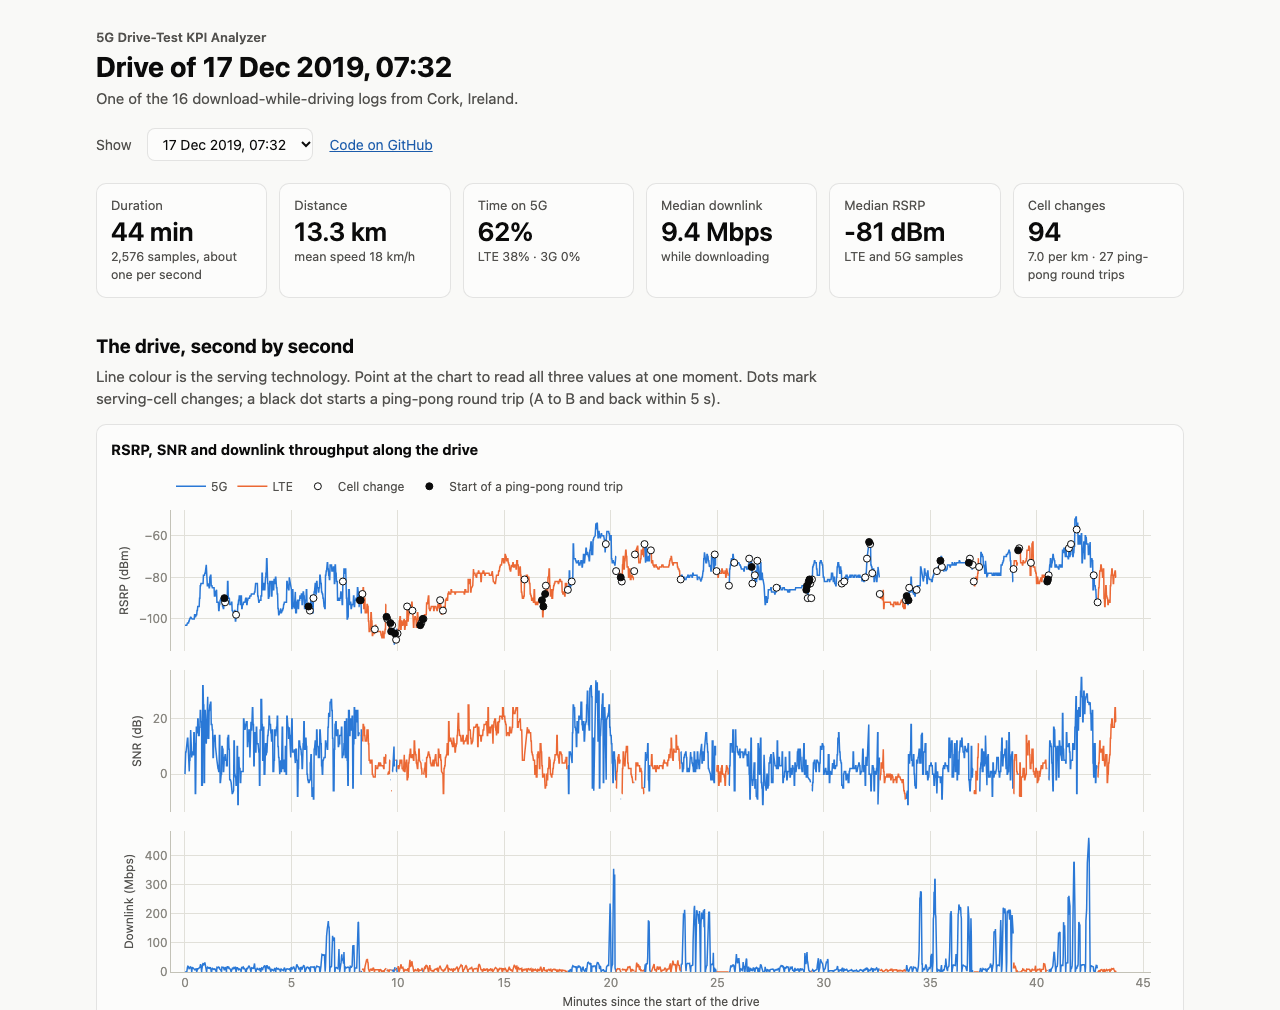 5G Drive-Test KPI Analyzer
Drive of 17 Dec 2019, 07:32
One of the 16 download-while-driving logs from Cork, Ireland.
Show 17 Dec 2019, 07:32 Code on GitHub
Duration
44 min
2,576 samples, about
one per second
Distance
13.3 km
mean speed 18 km/h
Time on 5G
62%
LTE 38% · 3G 0%
Median downlink
9.4 Mbps
while downloading
Median RSRP
-81 dBm
LTE and 5G samples
Cell changes
94
7.0 per km · 27 ping-
pong round trips
The drive, second by second
Line colour is the serving technology. Point at the chart to read all three values at one moment. Dots mark
serving-cell changes; a black dot starts a ping-pong round trip (A to B and back within 5 s).
RSRP, SNR and downlink throughput along the drive
5G LTE Cell change Start of a ping-pong round trip
RSRP (dBm)
−60
−80
−100
SNR (dB)
20
0
Downlink (Mbps)
400
300
200
100
0
0 5 10 15 20 25 30 35 40 45
Minutes since the start of the drive